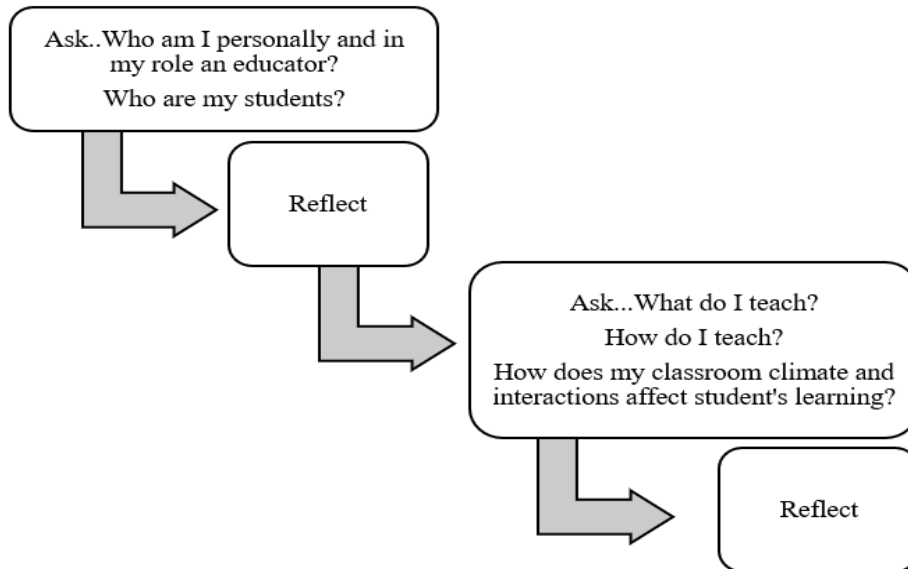 Ask..Who am I personally and in
my role an educator?
Who are my students?
Reflect
Ask...What do I teach?
How do I teach?
How does my classroom climate and
interactions affect student's learning?
Reflect